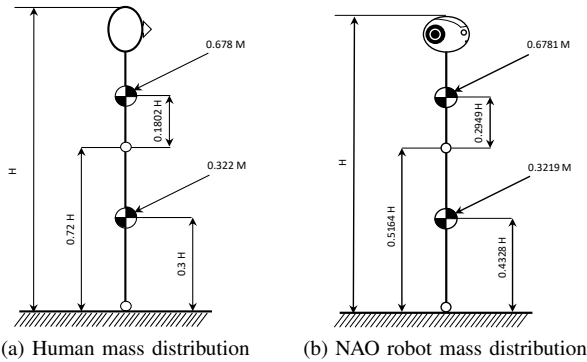 0.678 M
0.1802 H
H
0.72 H
0.322 M
0.3 H
(a) Human mass distribution
0.6781 M
0.2949 H
H
0.5164 H
0.3219 M
0.4328 H
(b) NAO robot mass distribution